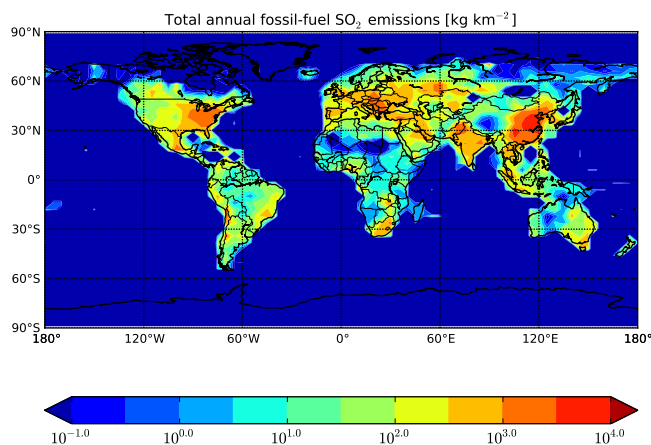 Total annual fossil-fuel SO₂ emissions [kg km⁻²]
90°N
60°N
30°N
0°
30°S
60°S
90°S
180° 120°W 60°W 0° 60°E 120°E 180°
10⁻¹·⁰ 10⁰·⁰ 10¹·⁰ 10²·⁰ 10³·⁰ 10⁴·⁰